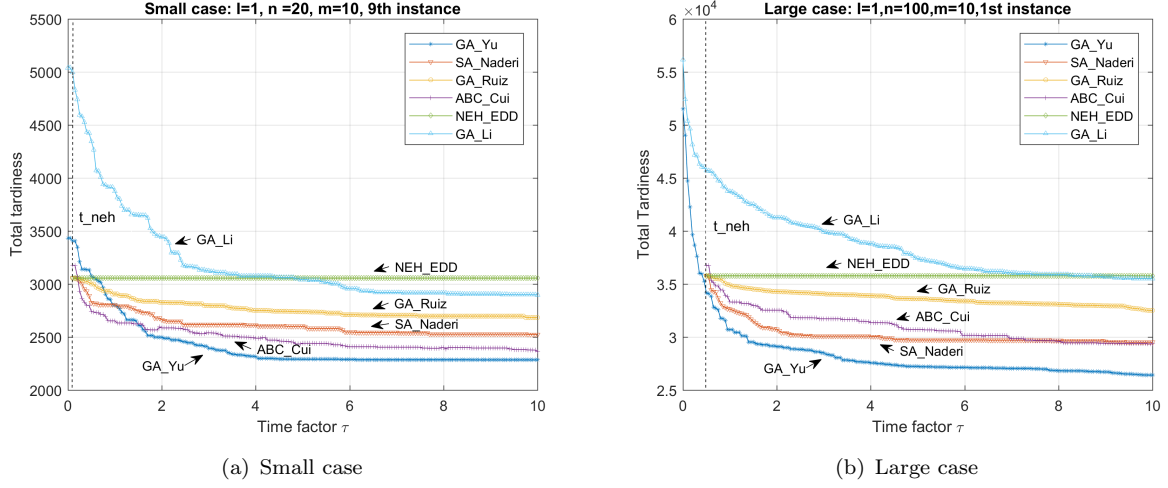 Small case: I=1, n =20, m=10, 9th instance
5500
5000
4500
4000
3500
3000
2500
2000
Total tardiness
GA_Yu
SA_Naderi
GA_Ruiz
ABC_Cui
NEH_EDD
GA_Li
t_neh
GA_Li
NEH_EDD
GA_Ruiz
SA_Naderi
ABC_Cui
GA_Yu
0 2 4 6 8 10
Time factor τ
(a) Small case
Large case: I=1,n=100,m=10,1st instance
6 ×10^4
5.5
5
4.5
4
3.5
3
2.5
Total Tardiness
GA_Yu
SA_Naderi
GA_Ruiz
ABC_Cui
NEH_EDD
GA_Li
t_neh
GA_Li
NEH_EDD
GA_Ruiz
ABC_Cui
SA_Naderi
GA_Yu
0 2 4 6 8 10
Time factor τ
(b) Large case